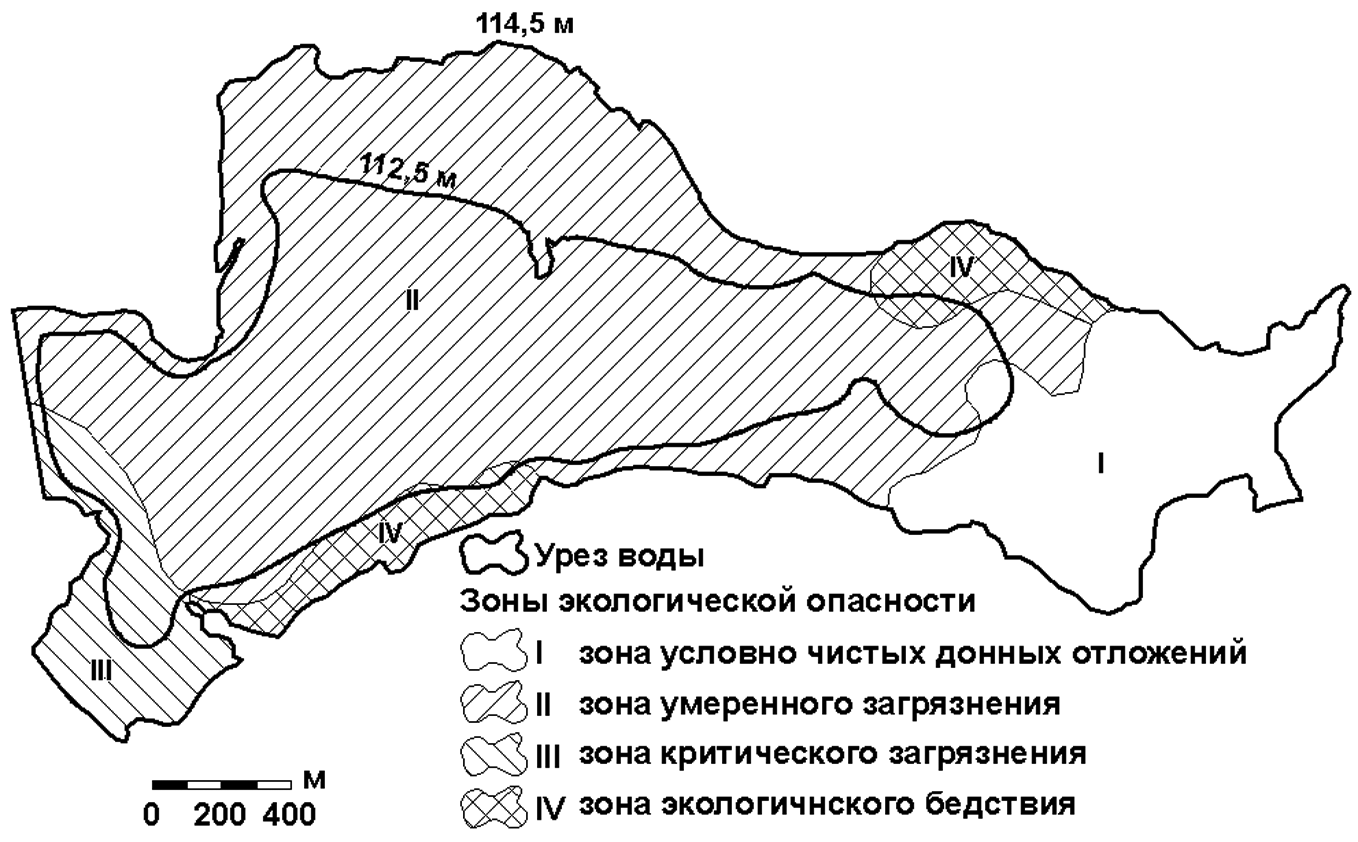 114,5 м
112,5 м
IV
II
I
IV
III
Урез воды
Зоны экологической опасности
I зона условно чистых донных отложений
II зона умеренного загрязнения
III зона критического загрязнения
IV зона экологичнского бедствия
м
0 200 400